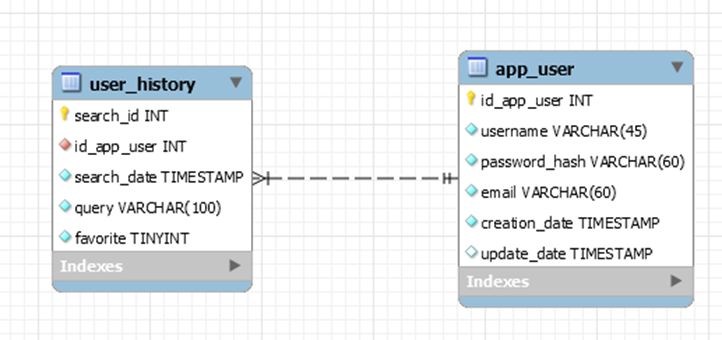 user_history
search_id INT
id_app_user INT
search_date TIMESTAMP
query VARCHAR(100)
favorite TINYINT
Indexes
app_user
id_app_user INT
username VARCHAR(45)
password_hash VARCHAR(60)
email VARCHAR(60)
creation_date TIMESTAMP
update_date TIMESTAMP
Indexes